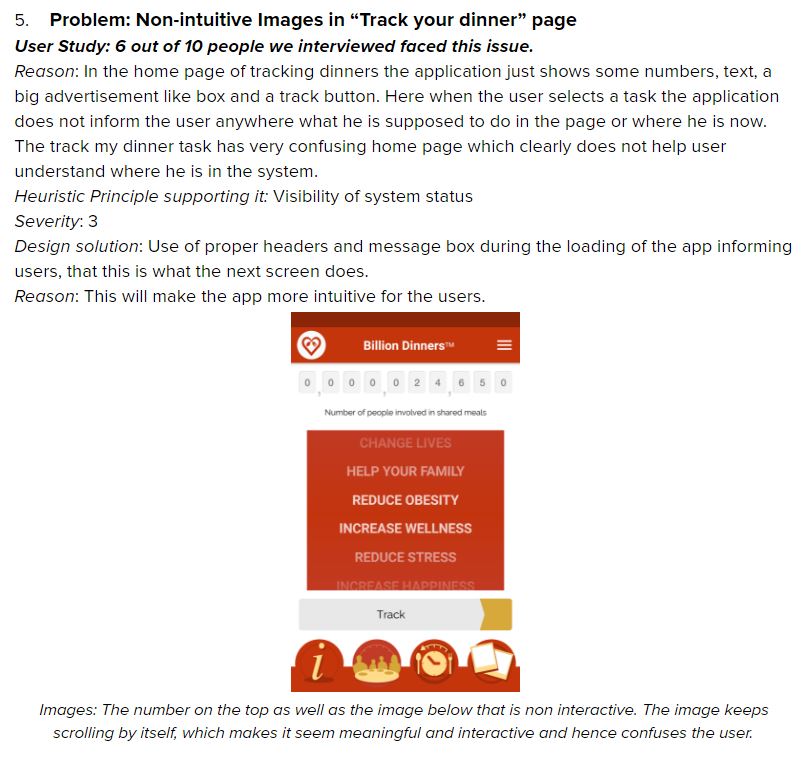 5. Problem: Non-intuitive Images in “Track your dinner” page
User Study: 6 out of 10 people we interviewed faced this issue.
Reason: In the home page of tracking dinners the application just shows some numbers, text, a
big advertisement like box and a track button. Here when the user selects a task the application
does not inform the user anywhere what he is supposed to do in the page or where he is now.
The track my dinner task has very confusing home page which clearly does not help user
understand where he is in the system.
Heuristic Principle supporting it: Visibility of system status
Severity: 3
Design solution: Use of proper headers and message box during the loading of the app informing
users, that this is what the next screen does.
Reason: This will make the app more intuitive for the users.
Billion Dinners™
0,000,024,650
Number of people involved in shared meals
CHANGE LIVES
HELP YOUR FAMILY
REDUCE OBESITY
INCREASE WELLNESS
REDUCE STRESS
INCREASE HAPPINESS
Track
i
Images: The number on the top as well as the image below that is non interactive. The image keeps
scrolling by itself, which makes it seem meaningful and interactive and hence confuses the user.